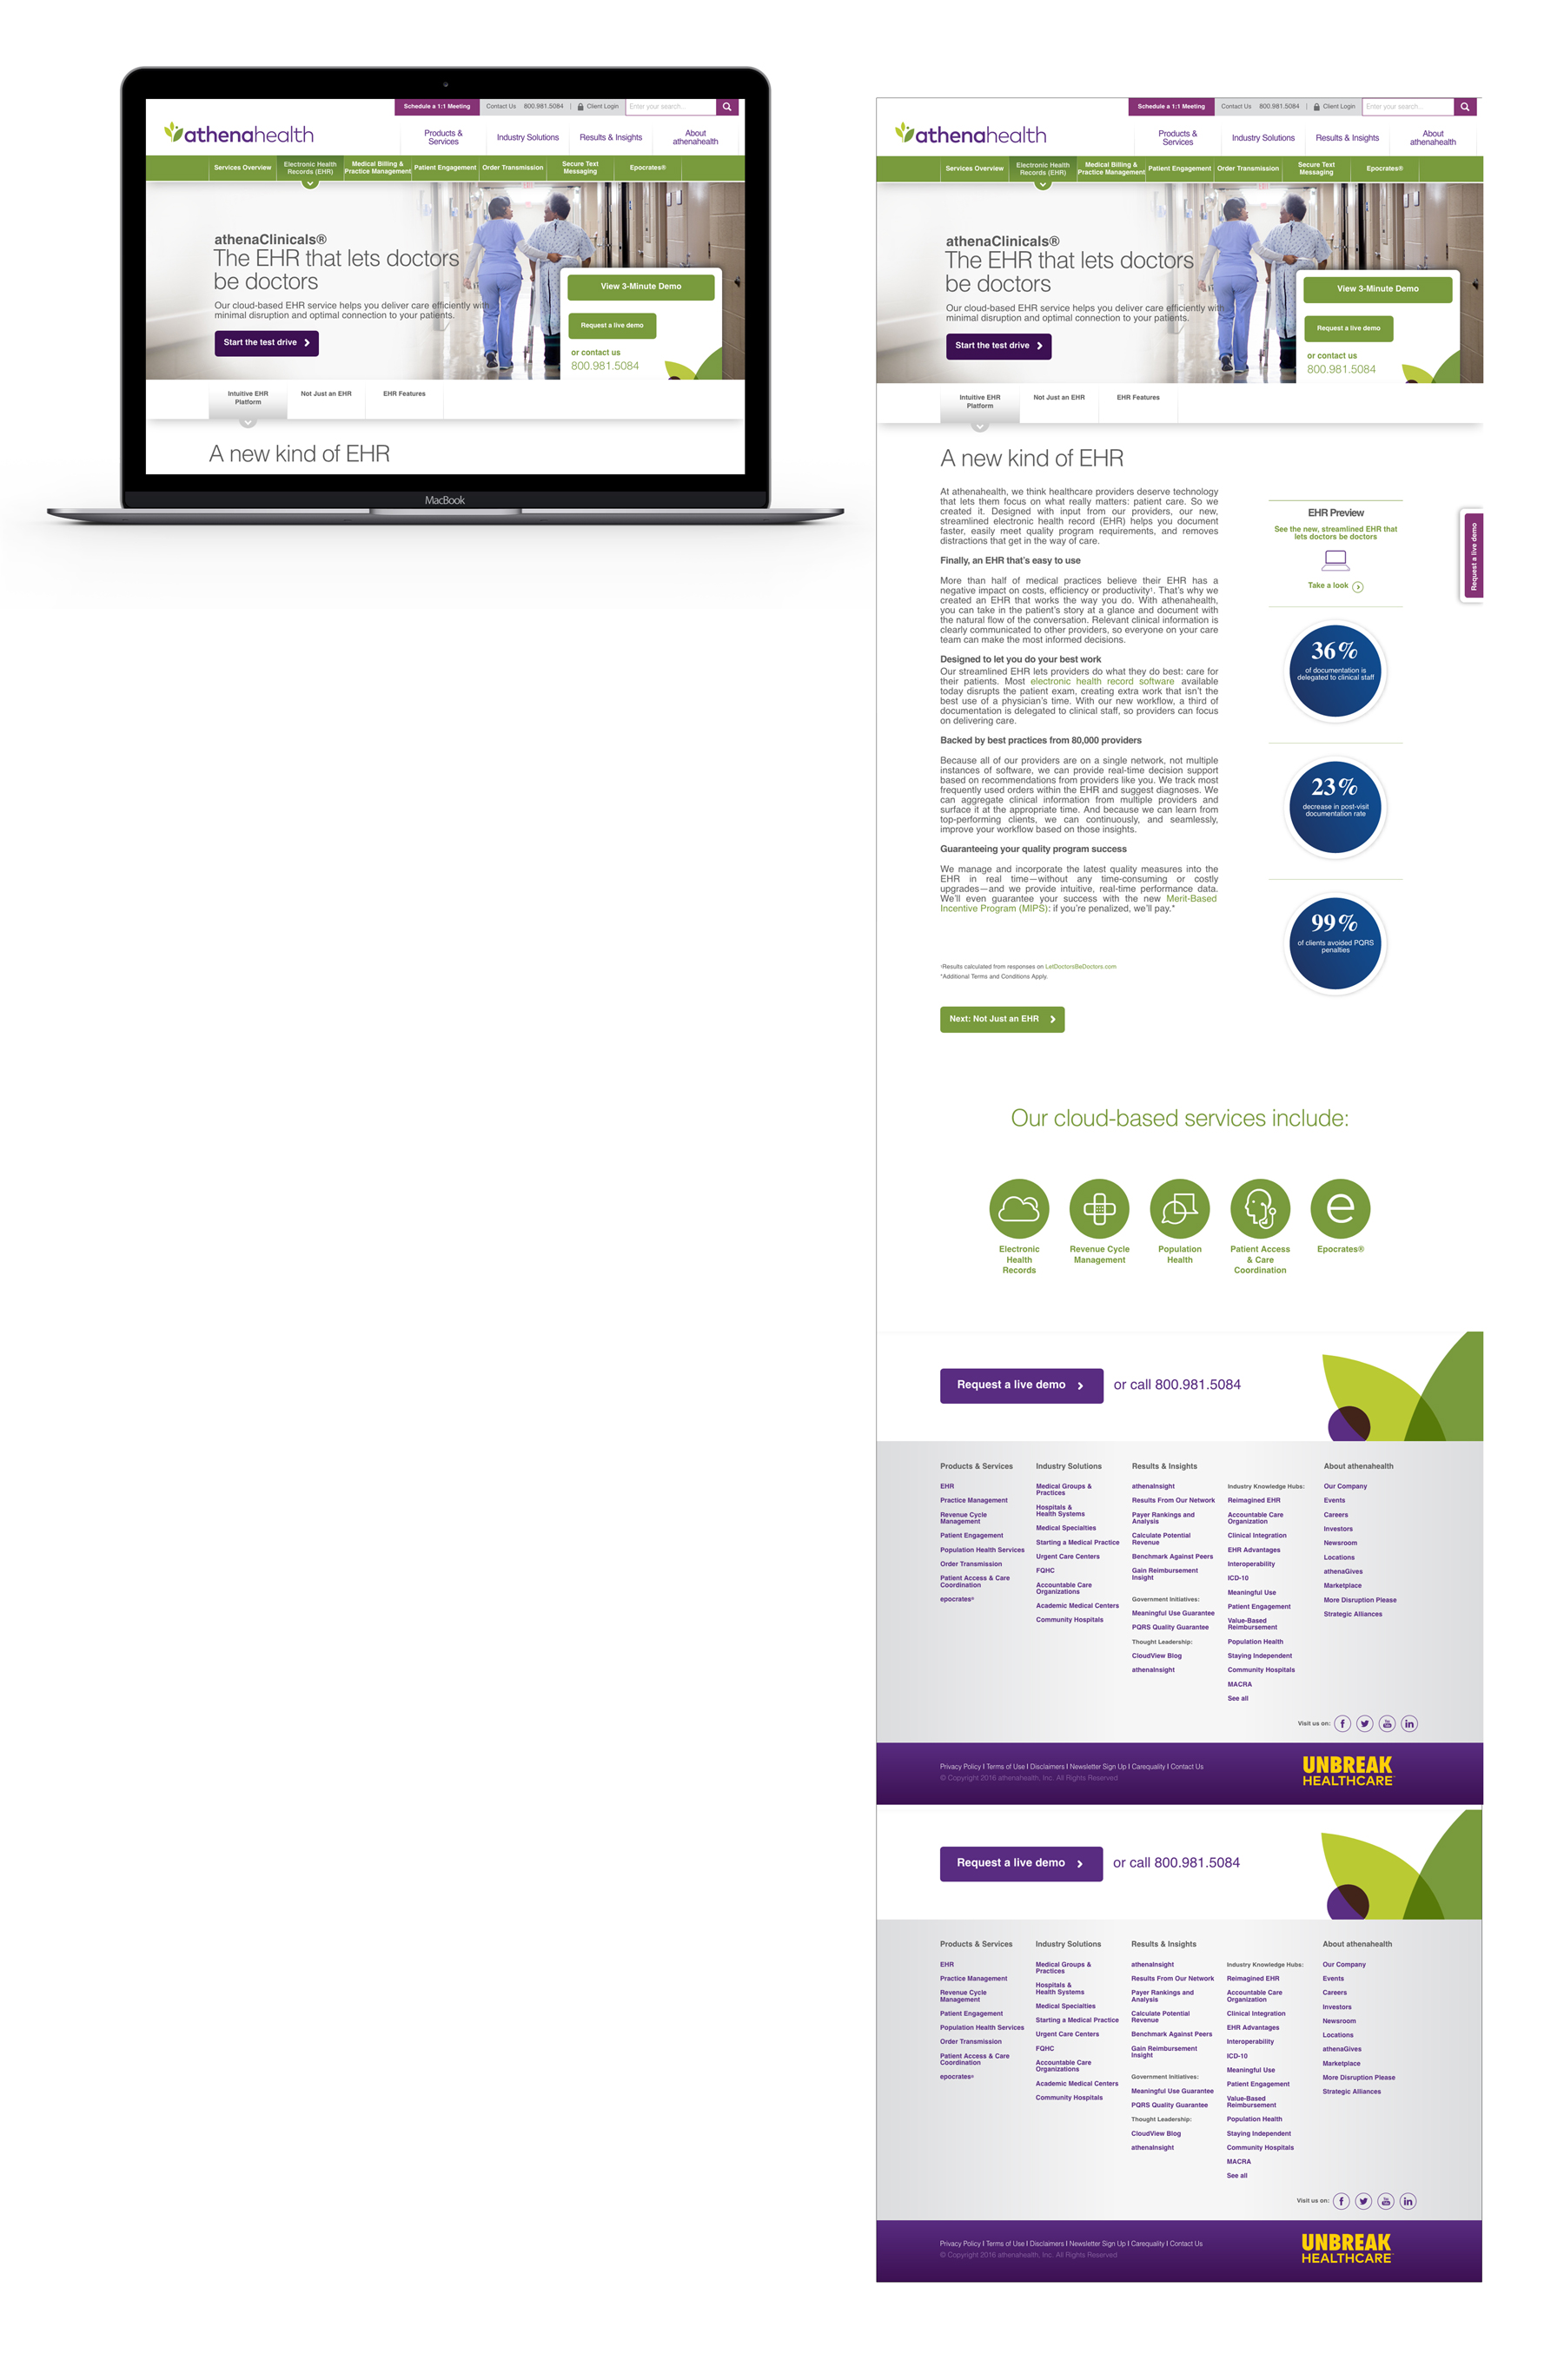 Schedule a 1:1 Meeting
Contact Us 800.981.5084 | Client Login
Enter your search...
athenahealth
Products & Services
Industry Solutions
Results & Insights
About athenahealth
Services Overview
Electronic Health Records (EHR)
Medical Billing & Practice Management
Patient Engagement
Order Transmission
Secure Text Messaging
Epocrates®
athenaClinicals®
The EHR that lets doctors
be doctors
Our cloud-based EHR service helps you deliver care efficiently with
minimal disruption and optimal connection to your patients.
Start the test drive
View 3-Minute Demo
Request a live demo
or contact us
800.981.5084
Intuitive EHR Platform
Not Just an EHR
EHR Features
A new kind of EHR
MacBook
Schedule a 1:1 Meeting
Contact Us 800.981.5084 | Client Login
Enter your search...
athenahealth
Products & Services
Industry Solutions
Results & Insights
About athenahealth
Services Overview
Electronic Health Records (EHR)
Medical Billing & Practice Management
Patient Engagement
Order Transmission
Secure Text Messaging
Epocrates®
athenaClinicals®
The EHR that lets doctors
be doctors
Our cloud-based EHR service helps you deliver care efficiently with
minimal disruption and optimal connection to your patients.
Start the test drive
View 3-Minute Demo
Request a live demo
or contact us
800.981.5084
Intuitive EHR Platform
Not Just an EHR
EHR Features
A new kind of EHR
At athenahealth, we think healthcare providers deserve technology
that lets them focus on what really matters: patient care. So we
created it. Designed with input from our providers, our new,
streamlined electronic health record (EHR) helps you document
faster, easily meet quality program requirements, and removes
distractions that get in the way of care.
Finally, an EHR that's easy to use
More than half of medical practices believe their EHR has a
negative impact on costs, efficiency or productivity¹. That's why we
created an EHR that works the way you do. With athenahealth,
you can take in the patient's story at a glance and document with
the natural flow of the conversation. Relevant clinical information is
clearly communicated to other providers, so everyone on your care
team can make the most informed decisions.
Designed to let you do your best work
Our streamlined EHR lets providers do what they do best: care for
their patients. Most electronic health record software available
today disrupts the patient exam, creating extra work that isn't the
best use of a physician's time. With our new workflow, a third of
documentation is delegated to clinical staff, so providers can focus
on delivering care.
Backed by best practices from 80,000 providers
Because all of our providers are on a single network, not multiple
instances of software, we can provide real-time decision support
based on recommendations from providers like you. We track most
frequently used orders within the EHR and suggest diagnoses. We
can aggregate clinical information from multiple providers and
surface it at the appropriate time. And because we can learn from
top-performing clients, we can continuously, and seamlessly,
improve your workflow based on those insights.
Guaranteeing your quality program success
We manage and incorporate the latest quality measures into the
EHR in real time—without any time-consuming or costly
upgrades—and we provide intuitive, real-time performance data.
We'll even guarantee your success with the new Merit-Based
Incentive Program (MIPS): if you're penalized, we'll pay.*
¹Results calculated from responses on LetDoctorsBeDoctors.com
*Additional Terms and Conditions Apply.
Next: Not Just an EHR
EHR Preview
See the new, streamlined EHR that
lets doctors be doctors
Take a look
Request a live demo
36%
of documentation is
delegated to clinical staff
23%
decrease in post-visit
documentation rate
99%
of clients avoided PQRS
penalties
Our cloud-based services include:
Electronic
Health
Records
Revenue Cycle
Management
Population
Health
Patient Access
& Care
Coordination
Epocrates®
Request a live demo
or call 800.981.5084
Products & Services
EHR
Practice Management
Revenue Cycle
Management
Patient Engagement
Population Health Services
Order Transmission
Patient Access & Care
Coordination
epocrates®
Industry Solutions
Medical Groups &
Practices
Hospitals &
Health Systems
Medical Specialties
Starting a Medical Practice
Urgent Care Centers
FQHC
Accountable Care
Organizations
Academic Medical Centers
Community Hospitals
Results & Insights
athenaInsight
Results From Our Network
Payer Rankings and
Analysis
Calculate Potential
Revenue
Benchmark Against Peers
Gain Reimbursement
Insight
Government Initiatives:
Meaningful Use Guarantee
PQRS Quality Guarantee
Thought Leadership:
CloudView Blog
athenaInsight
Industry Knowledge Hubs:
Reimagined EHR
Accountable Care
Organization
Clinical Integration
EHR Advantages
Interoperability
ICD-10
Meaningful Use
Patient Engagement
Value-Based
Reimbursement
Population Health
Staying Independent
Community Hospitals
MACRA
See all
About athenahealth
Our Company
Events
Careers
Investors
Newsroom
Locations
athenaGives
Marketplace
More Disruption Please
Strategic Alliances
Visit us on:
Privacy Policy I Terms of Use I Disclaimers I Newsletter Sign Up I Carequality I Contact Us
© Copyright 2016 athenahealth, Inc. All Rights Reserved
UNBREAK
HEALTHCARE
Request a live demo
or call 800.981.5084
Products & Services
EHR
Practice Management
Revenue Cycle
Management
Patient Engagement
Population Health Services
Order Transmission
Patient Access & Care
Coordination
epocrates®
Industry Solutions
Medical Groups &
Practices
Hospitals &
Health Systems
Medical Specialties
Starting a Medical Practice
Urgent Care Centers
FQHC
Accountable Care
Organizations
Academic Medical Centers
Community Hospitals
Results & Insights
athenaInsight
Results From Our Network
Payer Rankings and
Analysis
Calculate Potential
Revenue
Benchmark Against Peers
Gain Reimbursement
Insight
Government Initiatives:
Meaningful Use Guarantee
PQRS Quality Guarantee
Thought Leadership:
CloudView Blog
athenaInsight
Industry Knowledge Hubs:
Reimagined EHR
Accountable Care
Organization
Clinical Integration
EHR Advantages
Interoperability
ICD-10
Meaningful Use
Patient Engagement
Value-Based
Reimbursement
Population Health
Staying Independent
Community Hospitals
MACRA
See all
About athenahealth
Our Company
Events
Careers
Investors
Newsroom
Locations
athenaGives
Marketplace
More Disruption Please
Strategic Alliances
Visit us on:
Privacy Policy I Terms of Use I Disclaimers I Newsletter Sign Up I Carequality I Contact Us
© Copyright 2016 athenahealth, Inc. All Rights Reserved
UNBREAK
HEALTHCARE